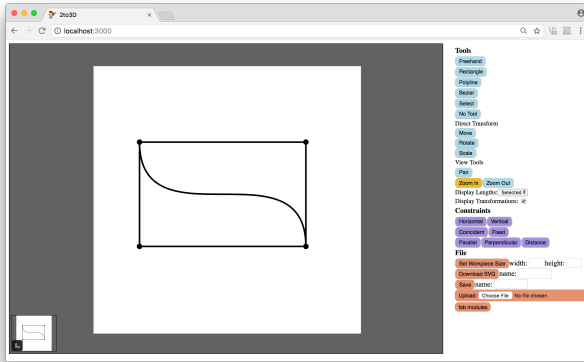 2to3D
localhost:3000
Tools
Freehand
Rectangle
Polyline
Bezier
Select
No Tool
Direct Transform
Move
Rotate
Scale
View Tools
Pan
Zoom In Zoom Out
Display Lengths: Selected
Display Transformations:
Constraints
Horizontal Vertical
Coincident Fixed
Parallel Perpendicular Distance
File
Set Workpiece Size width: height:
Download SVG name:
Save name:
Upload: Choose File No file chosen
fab modules